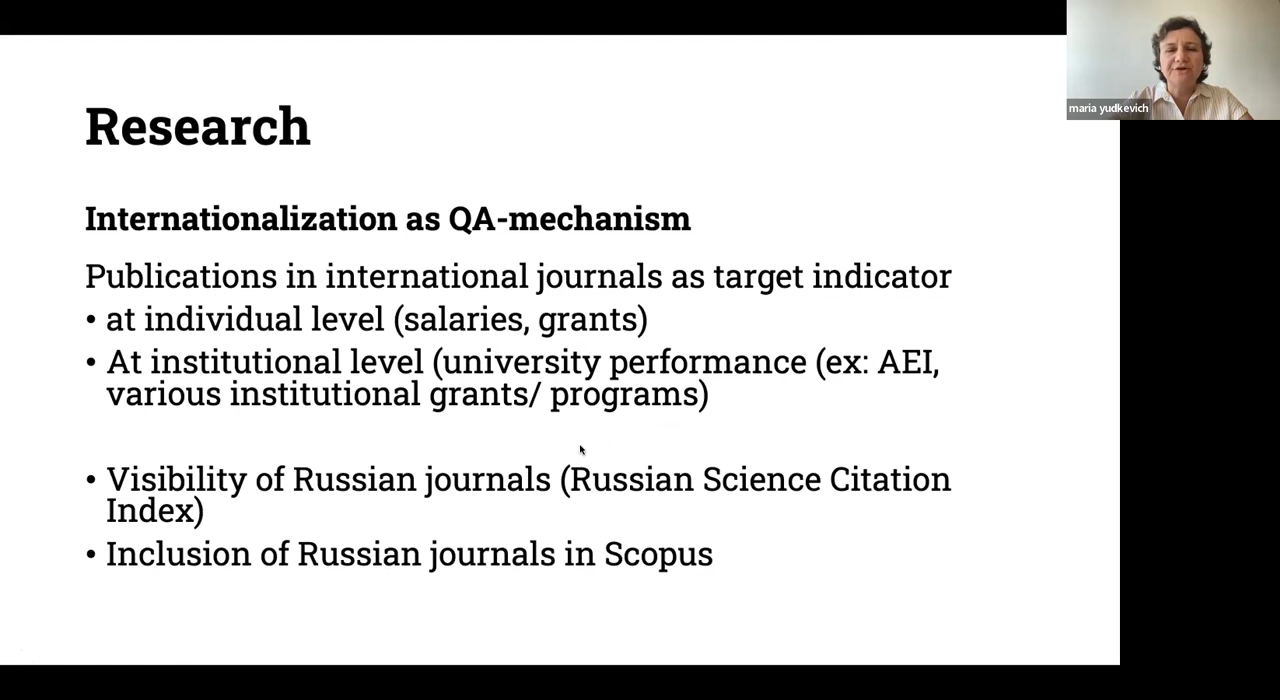 Research
Internationalization as QA-mechanism
Publications in international journals as target indicator
• at individual level (salaries, grants)
• At institutional level (university performance (ex: AEI,
various institutional grants/ programs)
• Visibility of Russian journals (Russian Science Citation
Index)
• Inclusion of Russian journals in Scopus
maria yudkevich